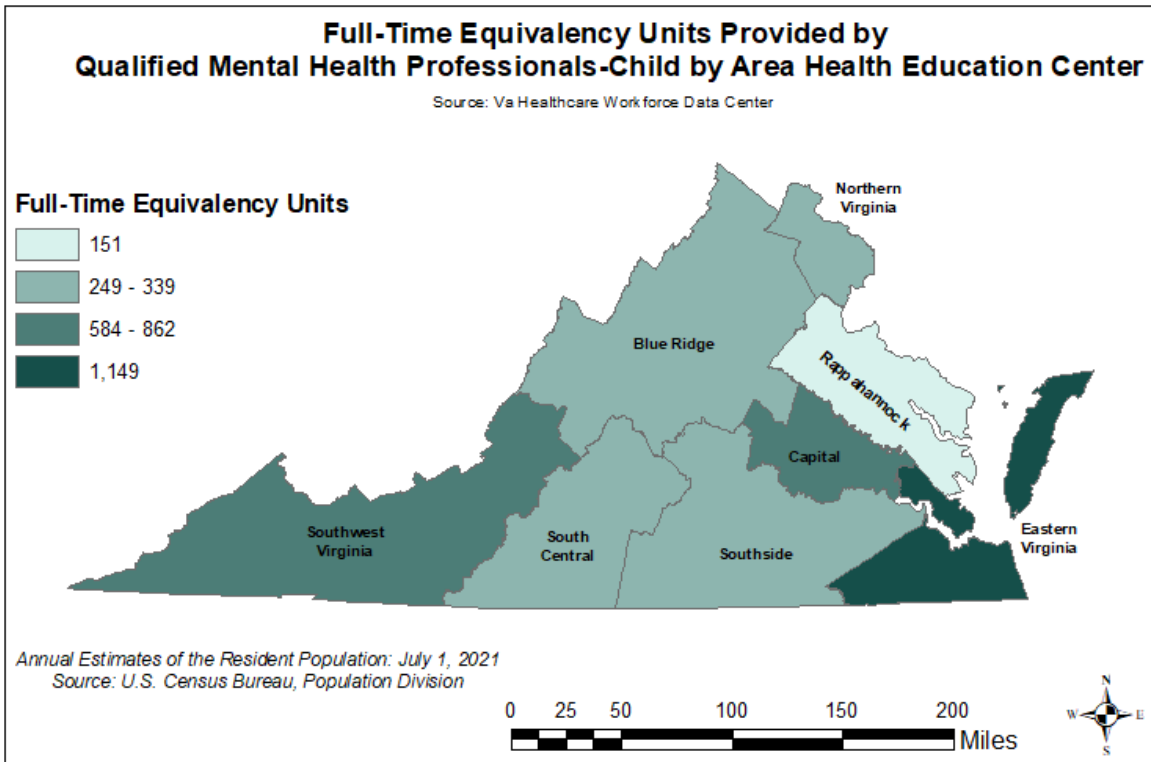 Full-Time Equivalency Units Provided by
Qualified Mental Health Professionals-Child by Area Health Education Center
Source: Va Healthcare Workforce Data Center
Full-Time Equivalency Units
151
249 - 339
584 - 862
1,149
Northern
Virginia
Blue Ridge
Rappahannock
Capital
Southwest
Virginia
South
Central
Southside
Eastern
Virginia
Annual Estimates of the Resident Population: July 1, 2021
Source: U.S. Census Bureau, Population Division
0 25 50 100 150 200
Miles
N
W E
S